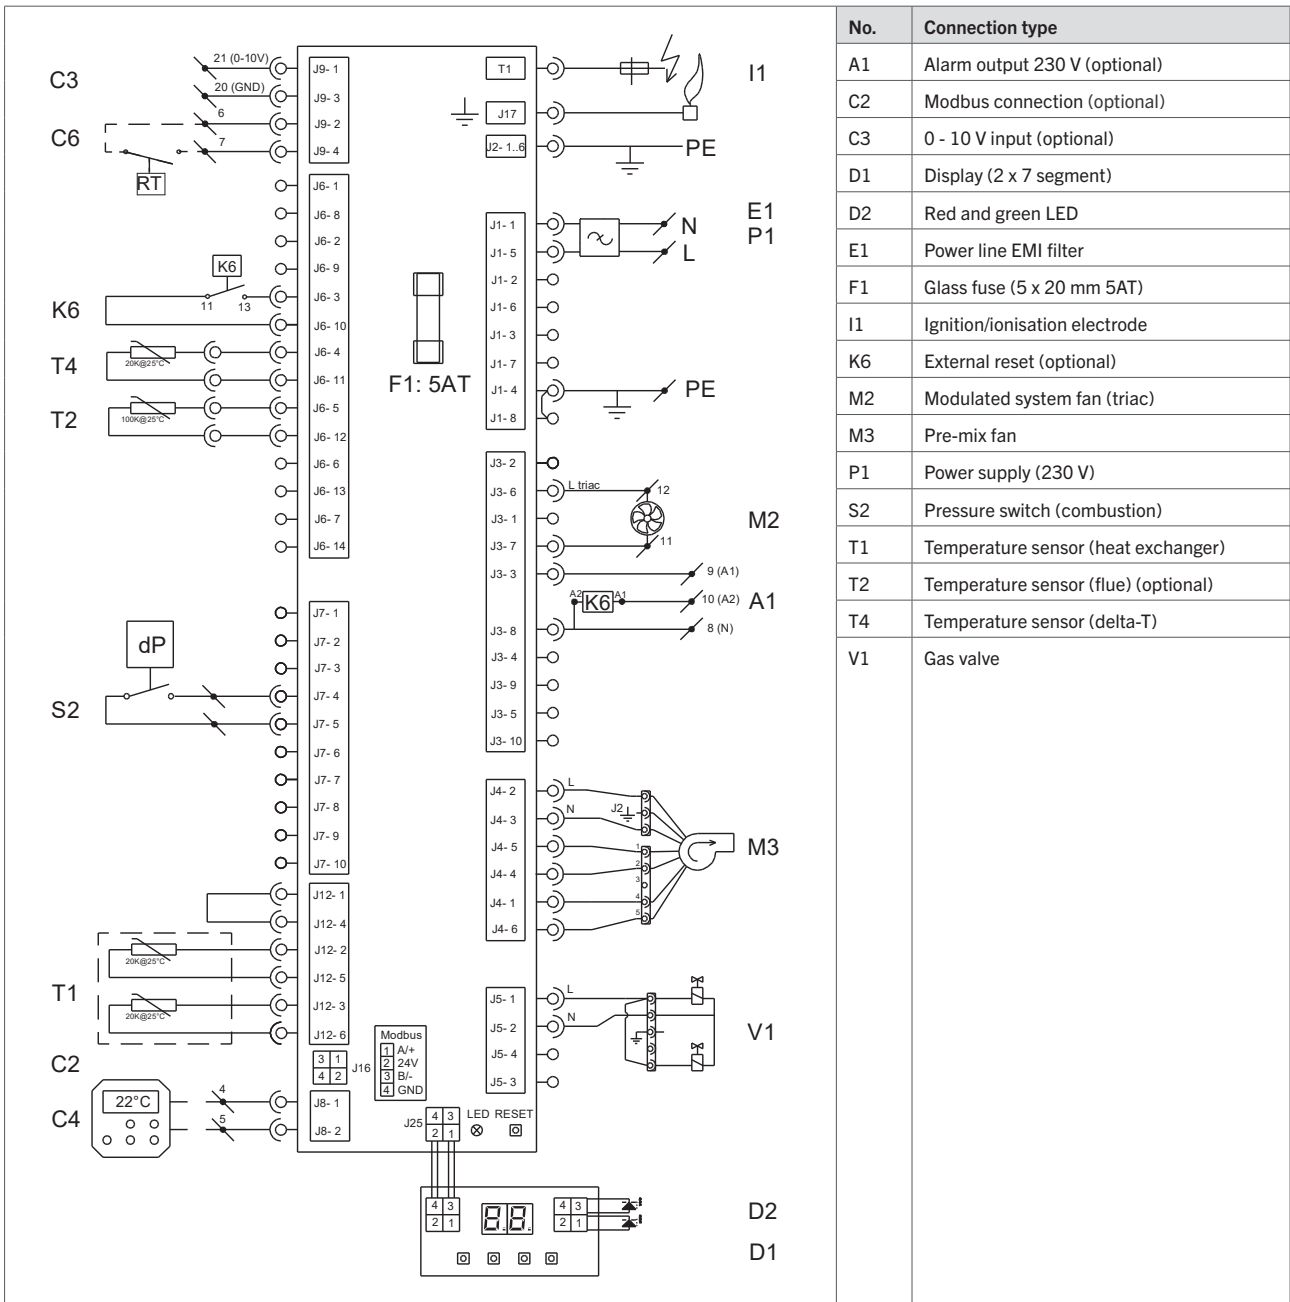 C3
21 (0-10V)
J9- 1
20 (GND)
J9- 3
C6
6
J9- 2
7
J9- 4
RT
J6- 1
J6- 8
J6- 2
J6- 9
K6
K6
11
13
J6- 3
J6- 10
T4
20K@25°C
J6- 4
J6- 11
T2
100K@25°C
J6- 5
J6- 12
J6- 6
J6- 13
J6- 7
J6- 14
J7- 1
J7- 2
J7- 3
dP
S2
J7- 4
J7- 5
J7- 6
J7- 7
J7- 8
J7- 9
J7- 10
J12- 1
J12- 4
T1
20K@25°C
J12- 2
J12- 5
20K@25°C
J12- 3
J12- 6
C2
3 1
4 2
J16
Modbus
1 A/+
2 24V
3 B/-
4 GND
C4
22°C
4
J8- 1
5
J8- 2
J25
4 3
2 1
LED RESET
F1: 5AT
T1
I1
J17
J2- 1..6
PE
J1- 1
N
E1
P1
J1- 5
L
J1- 2
J1- 6
J1- 3
J1- 7
J1- 4
PE
J1- 8
J3- 2
J3- 6
L triac
12
M2
J3- 1
J3- 7
11
J3- 3
9 (A1)
A2
K6
A1
10 (A2)
A1
J3- 8
8 (N)
J3- 4
J3- 9
J3- 5
J3- 10
J4- 2
L
J2
J4- 3
N
M3
J4- 5
1
J4- 4
2
3
J4- 1
4
J4- 6
5
J5- 1
L
V1
J5- 2
N
J5- 4
J5- 3
4 3
2 1
8.8.
4 3
2 1
D2
D1
No. Connection type
A1 Alarm output 230 V (optional)
C2 Modbus connection (optional)
C3 0 - 10 V input (optional)
D1 Display (2 x 7 segment)
D2 Red and green LED
E1 Power line EMI filter
F1 Glass fuse (5 x 20 mm 5AT)
I1 Ignition/ionisation electrode
K6 External reset (optional)
M2 Modulated system fan (triac)
M3 Pre-mix fan
P1 Power supply (230 V)
S2 Pressure switch (combustion)
T1 Temperature sensor (heat exchanger)
T2 Temperature sensor (flue) (optional)
T4 Temperature sensor (delta-T)
V1 Gas valve